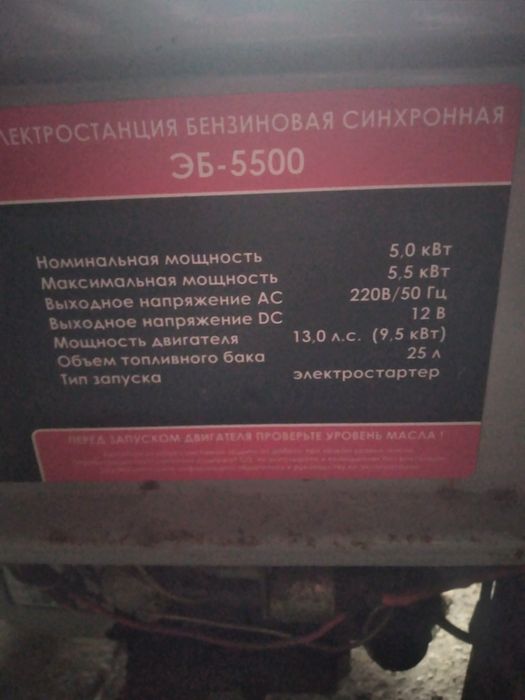 ЛЕКТРОСТАНЦИЯ БЕНЗИНОВАЯ СИНХРОННАЯ
ЭБ-5500
Номинальная мощность 5,0 кВт
Максимальная мощность 5,5 кВт
Выходное напряжение AC 220В/50 Гц
Выходное напряжение DC 12 В
Мощность двигателя 13,0 л.с. (9,5 кВт)
Объем топливного бака 25 л
Тип запуска электростартер
ПЕРЕД ЗАПУСКОМ ДВИГАТЕЛЯ ПРОВЕРЬТЕ УРОВЕНЬ МАСЛА !